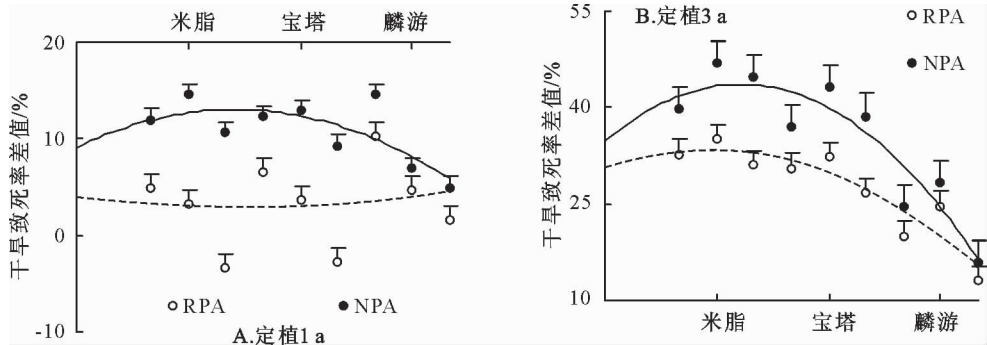 米脂 宝塔 麟游
20
10
0
-10
干旱致死率差值/%
RPA NPA
A.定植1 a
B.定植3 a
RPA
NPA
55
40
25
10
干旱致死率差值/%
米脂 宝塔 麟游